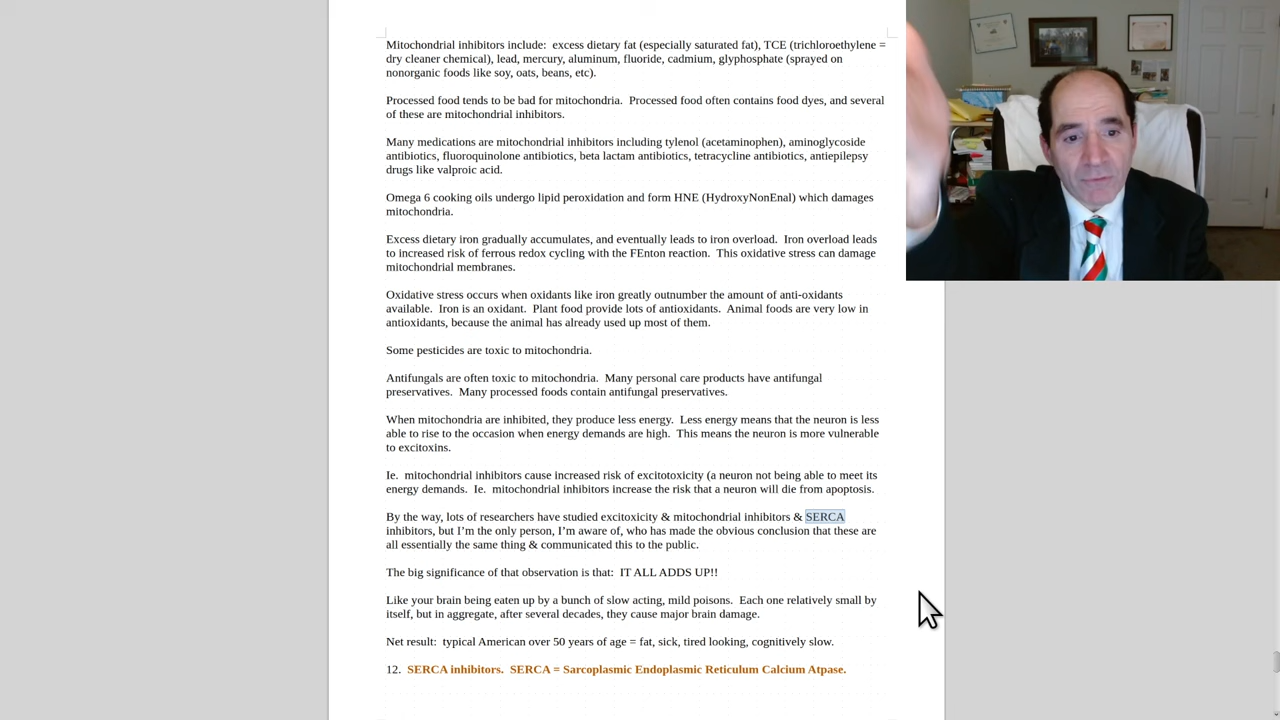 Mitochondrial inhibitors include:  excess dietary fat (especially saturated fat), TCE (trichloroethylene =
dry cleaner chemical), lead, mercury, aluminum, fluoride, cadmium, glyphosphate (sprayed on
nonorganic foods like soy, oats, beans, etc).
Processed food tends to be bad for mitochondria.  Processed food often contains food dyes, and several
of these are mitochondrial inhibitors.
Many medications are mitochondrial inhibitors including tylenol (acetaminophen), aminoglycoside
antibiotics, fluoroquinolone antibiotics, beta lactam antibiotics, tetracycline antibiotics, antiepilepsy
drugs like valproic acid.
Omega 6 cooking oils undergo lipid peroxidation and form HNE (HydroxyNonEnal) which damages
mitochondria.
Excess dietary iron gradually accumulates, and eventually leads to iron overload.  Iron overload leads
to increased risk of ferrous redox cycling with the FEnton reaction.  This oxidative stress can damage
mitochondrial membranes.
Oxidative stress occurs when oxidants like iron greatly outnumber the amount of anti-oxidants
available.  Iron is an oxidant.  Plant food provide lots of antioxidants.  Animal foods are very low in
antioxidants, because the animal has already used up most of them.
Some pesticides are toxic to mitochondria.
Antifungals are often toxic to mitochondria.  Many personal care products have antifungal
preservatives.  Many processed foods contain antifungal preservatives.
When mitochondria are inhibited, they produce less energy.  Less energy means that the neuron is less
able to rise to the occasion when energy demands are high.  This means the neuron is more vulnerable
to excitoxins.
Ie.  mitochondrial inhibitors cause increased risk of excitotoxicity (a neuron not being able to meet its
energy demands.  Ie.  mitochondrial inhibitors increase the risk that a neuron will die from apoptosis.
By the way, lots of researchers have studied excitoxicity & mitochondrial inhibitors & SERCA
inhibitors, but I’m the only person, I’m aware of, who has made the obvious conclusion that these are
all essentially the same thing & communicated this to the public.
The big significance of that observation is that:  IT ALL ADDS UP!!
Like your brain being eaten up by a bunch of slow acting, mild poisons.  Each one relatively small by
itself, but in aggregate, after several decades, they cause major brain damage.
Net result:  typical American over 50 years of age = fat, sick, tired looking, cognitively slow.
12.  SERCA inhibitors.  SERCA = Sarcoplasmic Endoplasmic Reticulum Calcium Atpase.